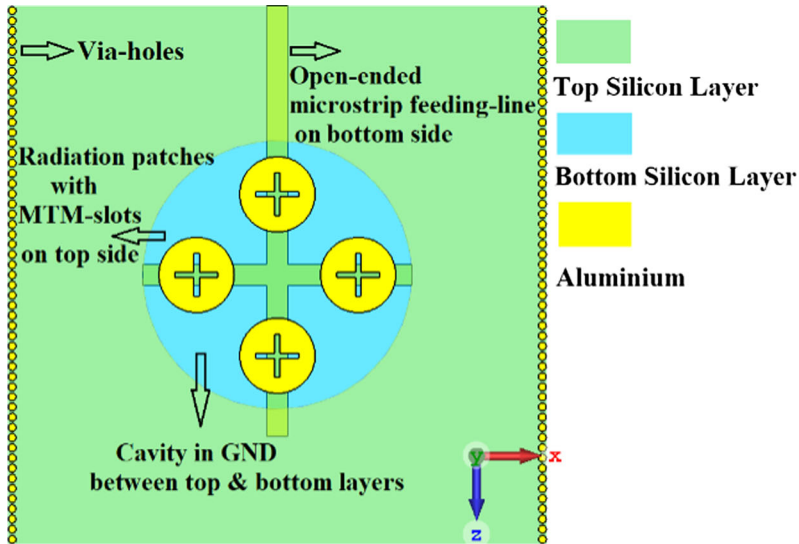 Via-holes
Open-ended
microstrip feeding-line
on bottom side
Radiation patches
with
MTM-slots
on top side
Cavity in GND
between top & bottom layers
y
x
z
Top Silicon Layer
Bottom Silicon Layer
Aluminium